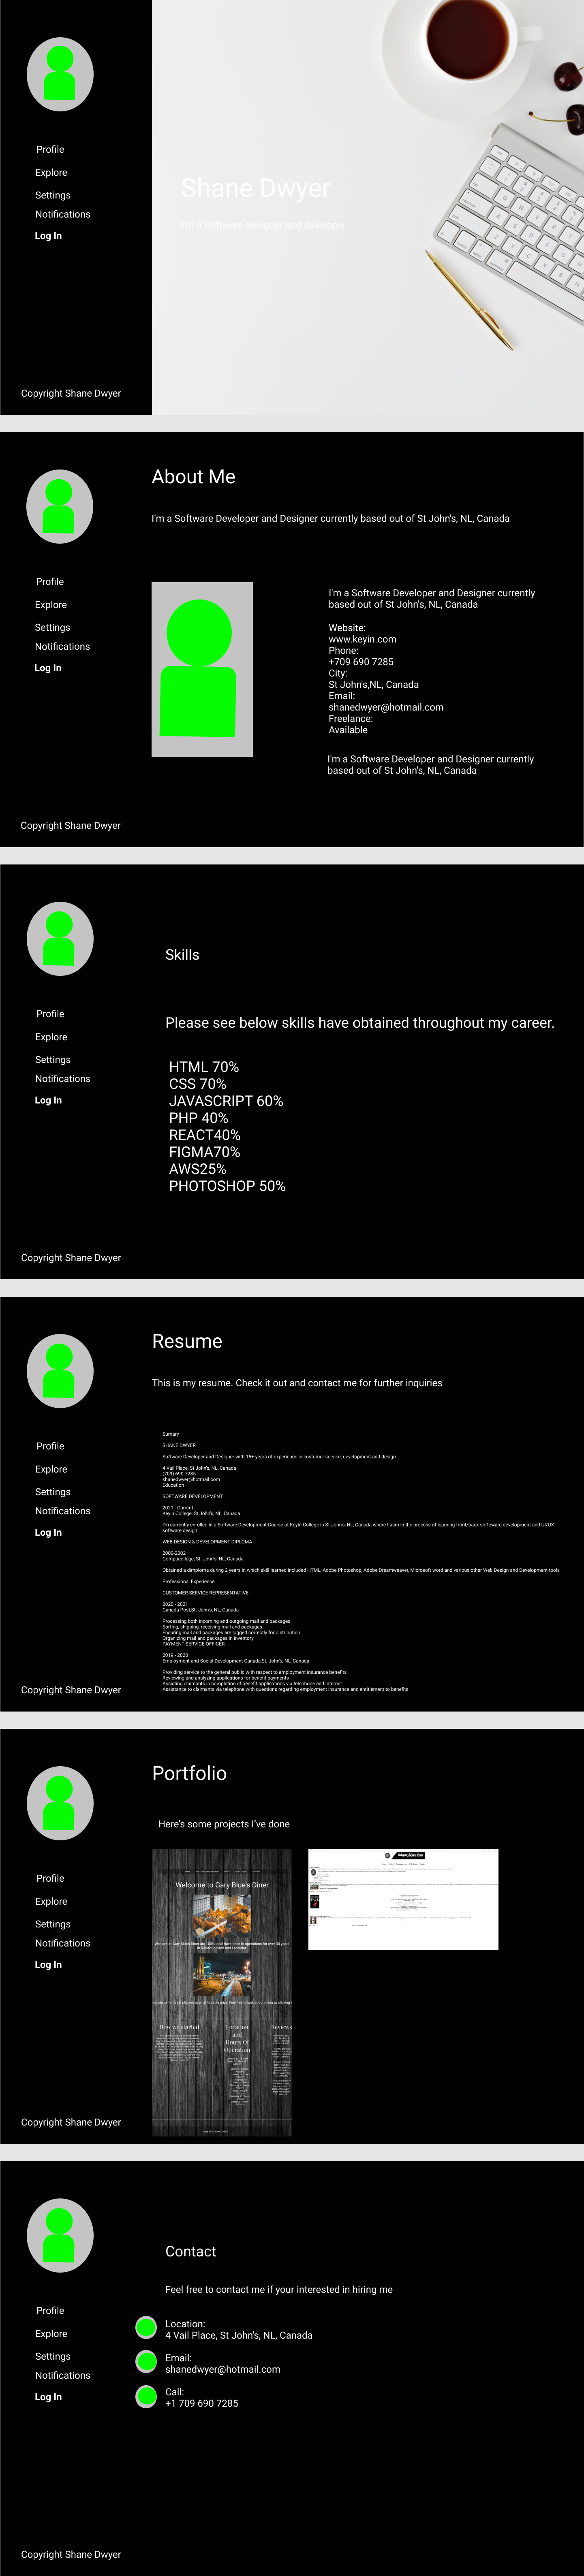 Profile
Explore
Settings
Notifications
Log In
Copyright Shane Dwyer
Shane Dwyer
I'm a Software designer and developer
Profile
Explore
Settings
Notifications
Log In
Copyright Shane Dwyer
About Me
I'm a Software Developer and Designer currently based out of St John's, NL, Canada
I'm a Software Developer and Designer currently
based out of St John's, NL, Canada
Website:
www.keyin.com
Phone:
+709 690 7285
City:
St John's,NL, Canada
Email:
shanedwyer@hotmail.com
Freelance:
Available
I'm a Software Developer and Designer currently
based out of St John's, NL, Canada
Profile
Explore
Settings
Notifications
Log In
Copyright Shane Dwyer
Skills
Please see below skills have obtained throughout my career.
HTML 70%
CSS 70%
JAVASCRIPT 60%
PHP 40%
REACT40%
FIGMA70%
AWS25%
PHOTOSHOP 50%
Profile
Explore
Settings
Notifications
Log In
Copyright Shane Dwyer
Resume
This is my resume. Check it out and contact me for further inquiries
Sumary
SHANE DWYER
Software Developer and Designer with 15+ years of experience in customer service, development and design
4 Vail Place, St John's, NL, Canada
(709) 690-7285
shanedwyer@hotmail.com
Education
SOFTWARE DEVELOPMENT
2021 - Current
Keyin College, St John's, NL, Canada
I'm currently enrolled in a Software Development Course at Keyin College in St John's, NL, Canada where I asm in the process of learning front/back softeware development and UI/UX
software design
WEB DESIGN & DEVELOPMENT DIPLOMA
2000-2002
Compucollege, St. John's, NL, Canada
Obtained a dimploma during 2 years in which skill learned included HTML, Adobe Photoshop, Adobe Dreamweaver, Microsoft word and various other Web Design and Development tools
Professional Experience
CUSTOMER SERVICE REPRESENTATIVE
2020 - 2021
Canada Post,St. John's, NL, Canada
Processing both incoming and outgoing mail and packages
Sorting, shipping, receiving mail and packages
Ensuring mail and packages are logged correctly for distribution
Organizing mail and packages in inventory
PAYMENT SERVICE OFFICER
2019 - 2020
Employment and Social Development Canada,St. John's, NL, Canada
Providing service to the general public with respect to employment insurance benefits
Reviewing and analyzing applications for benefit payments
Assisting claimants in completion of benefit applications via telephone and internet
Assistance to claimants via telephone with questions regarding employment insurance and entitlement to benefits
Profile
Explore
Settings
Notifications
Log In
Copyright Shane Dwyer
Portfolio
Here's some projects I've done
Welcome to Gary Blue's Diner
How we started
Location
and
Hours Of
Operation
Reviews
Profile
Explore
Settings
Notifications
Log In
Copyright Shane Dwyer
Contact
Feel free to contact me if your interested in hiring me
Location:
4 Vail Place, St John's, NL, Canada
Email:
shanedwyer@hotmail.com
Call:
+1 709 690 7285